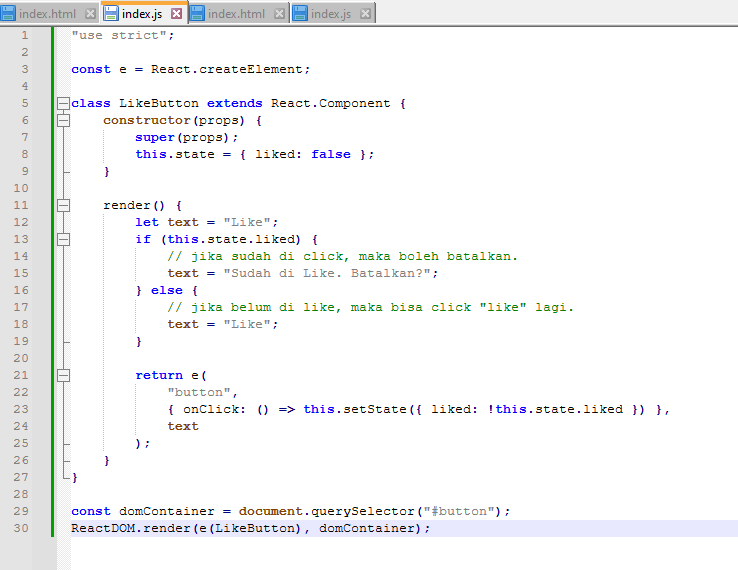 index.html index.js index.html index.js
1 "use strict";
2
3 const e = React.createElement;
4
5 class LikeButton extends React.Component {
6     constructor(props) {
7         super(props);
8         this.state = { liked: false };
9     }
10
11     render() {
12         let text = "Like";
13         if (this.state.liked) {
14             // jika sudah di click, maka boleh batalkan.
15             text = "Sudah di Like. Batalkan?";
16         } else {
17             // jika belum di like, maka bisa click "like" lagi.
18             text = "Like";
19         }
20
21         return e(
22             "button",
23             { onClick: () => this.setState({ liked: !this.state.liked }) },
24             text
25         );
26     }
27 }
28
29 const domContainer = document.querySelector("#button");
30 ReactDOM.render(e(LikeButton), domContainer);